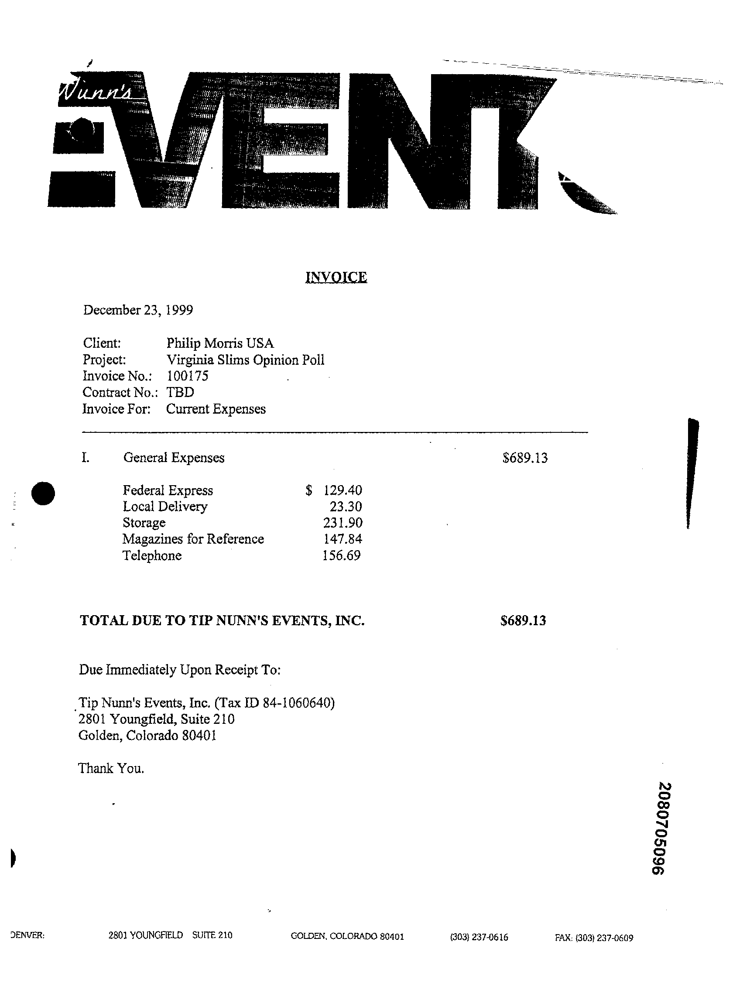 Nunn's
EVENT
INVOICE
December 23, 1999
Client: Philip Morris USA
Project: Virginia Slims Opinion Poll
Invoice No.: 100175
Contract No.: TBD
Invoice For: Current Expenses
I. General Expenses $689.13
Federal Express $ 129.40
Local Delivery 23.30
Storage 231.90
Magazines for Reference 147.84
Telephone 156.69
TOTAL DUE TO TIP NUNN'S EVENTS, INC. $689.13
Due Immediately Upon Receipt To:
Tip Nunn's Events, Inc. (Tax ID 84-1060640)
2801 Youngfield, Suite 210
Golden, Colorado 80401
Thank You.
2080705096
DENVER: 2801 YOUNGFIELD SUITE 210 GOLDEN, COLORADO 80401 (303) 237-0616 FAX: (303) 237-0609